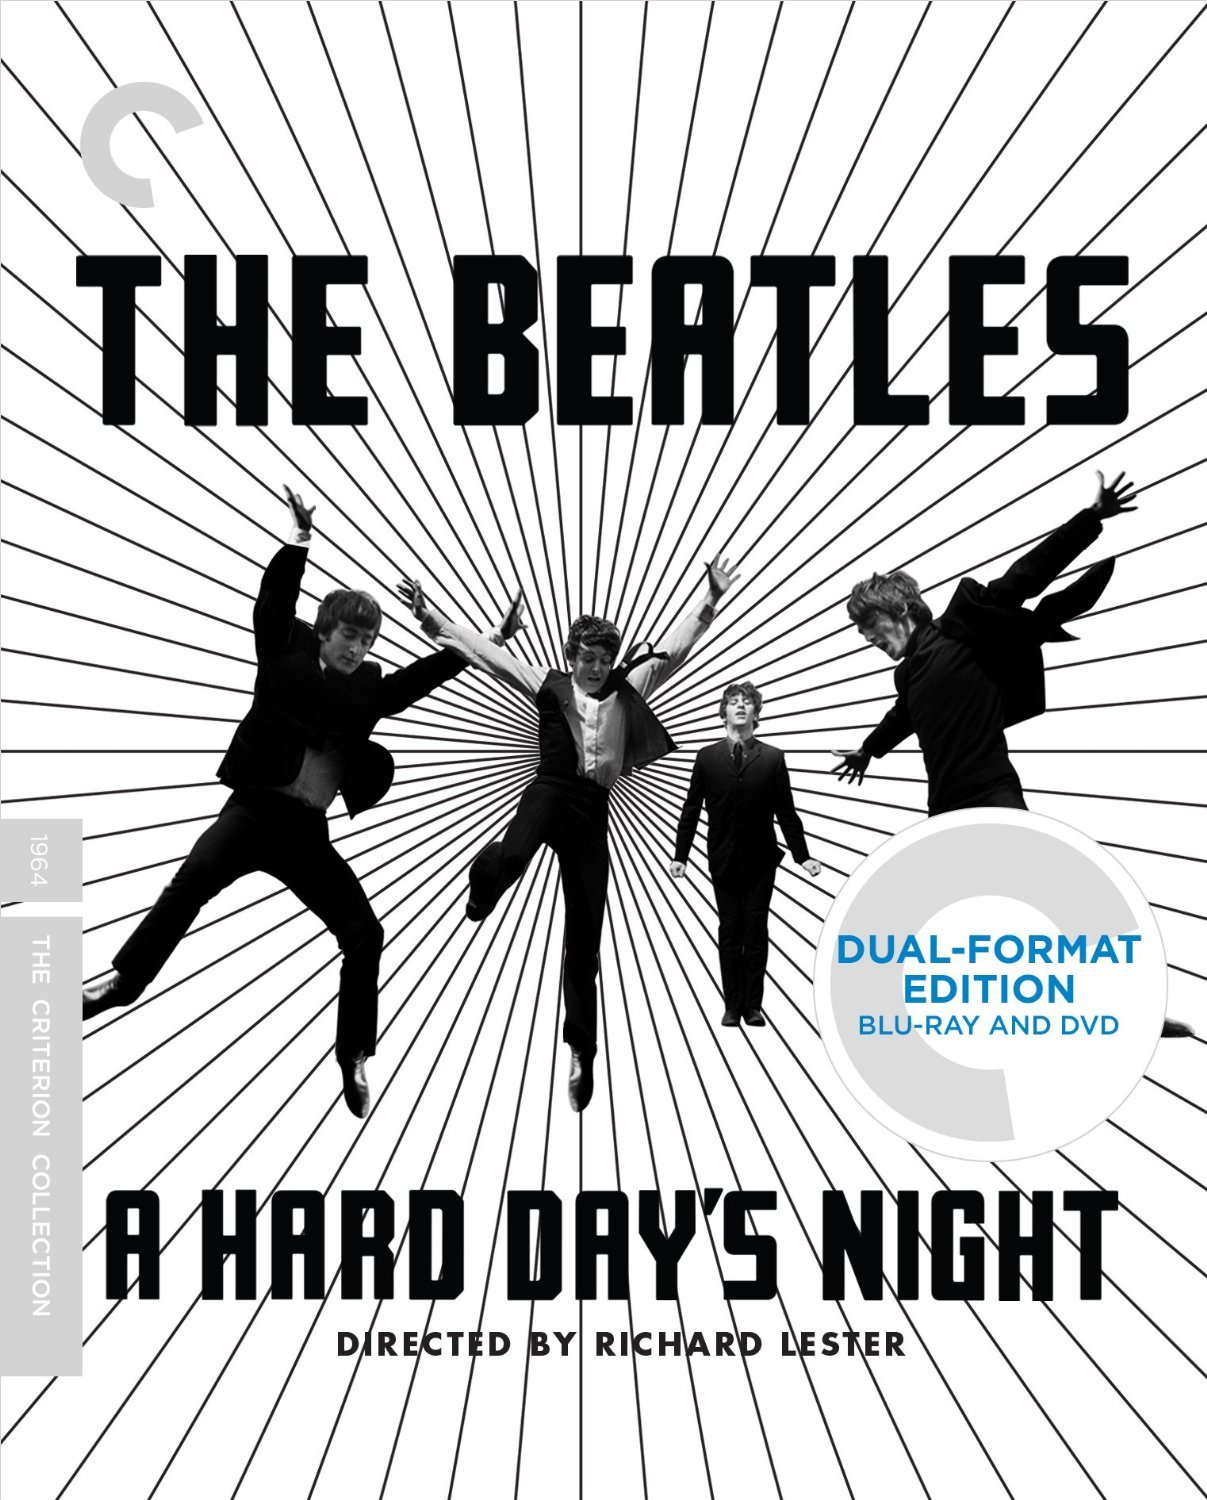 THE BEATLES
1964
THE CRITERION COLLECTION
DUAL-FORMAT
EDITION
BLU-RAY AND DVD
A HARD DAY'S NIGHT
DIRECTED BY RICHARD LESTER